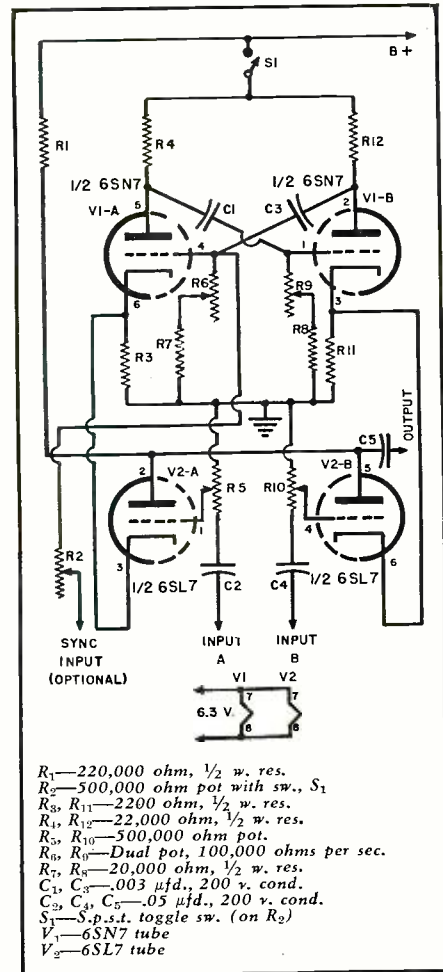 B+
S1
R1
R4
R12
1/2 6SN7
1/2 6SN7
5
C1
C3
2
V1-A
V1-B
4
1
R6
R9
6
3
R7
R8
R3
R11
C5
OUTPUT
2
V2-A
V2-B
5
R5
R10
1
4
R2
3
6
1/2 6SL7
C2
C4
1/2 6SL7
SYNC
INPUT
(OPTIONAL)
INPUT
A
INPUT
B
V1
V2
7
7
6.3 V.
8
8
R₁—220,000 ohm, ½ w. res.
R₂—500,000 ohm pot with sw., S₁
R₃, R₁₁—2200 ohm, ½ w. res.
R₄, R₁₂—22,000 ohm, ½ w. res.
R₅, R₁₀—500,000 ohm pot.
R₆, R₉—Dual pot, 100,000 ohms per sec.
R₇, R₈—20,000 ohm, ½ w. res.
C₁, C₃—.003 µfd., 200 v. cond.
C₂, C₄, C₅—.05 µfd., 200 v. cond.
S₁—S.p.s.t. toggle sw. (on R₂)
V₁—6SN7 tube
V₂—6SL7 tube